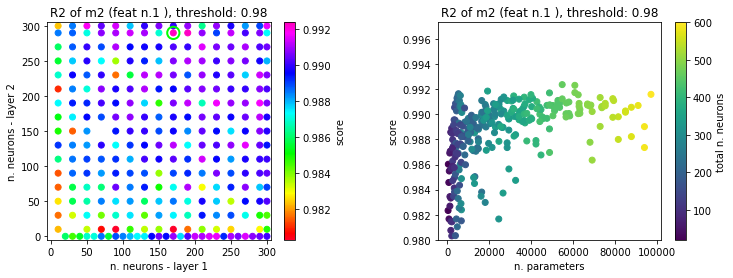 R2 of m2 (feat n.1 ), threshold: 0.98
300
250
200
150
100
50
0
n. neurons - layer 2
0 50 100 150 200 250 300
n. neurons - layer 1
0.992
0.990
0.988
0.986
0.984
0.982
score
R2 of m2 (feat n.1 ), threshold: 0.98
0.996
0.994
0.992
0.990
0.988
0.986
0.984
0.982
0.980
score
0 20000 40000 60000 80000 100000
n. parameters
600
500
400
300
200
100
total n. neurons